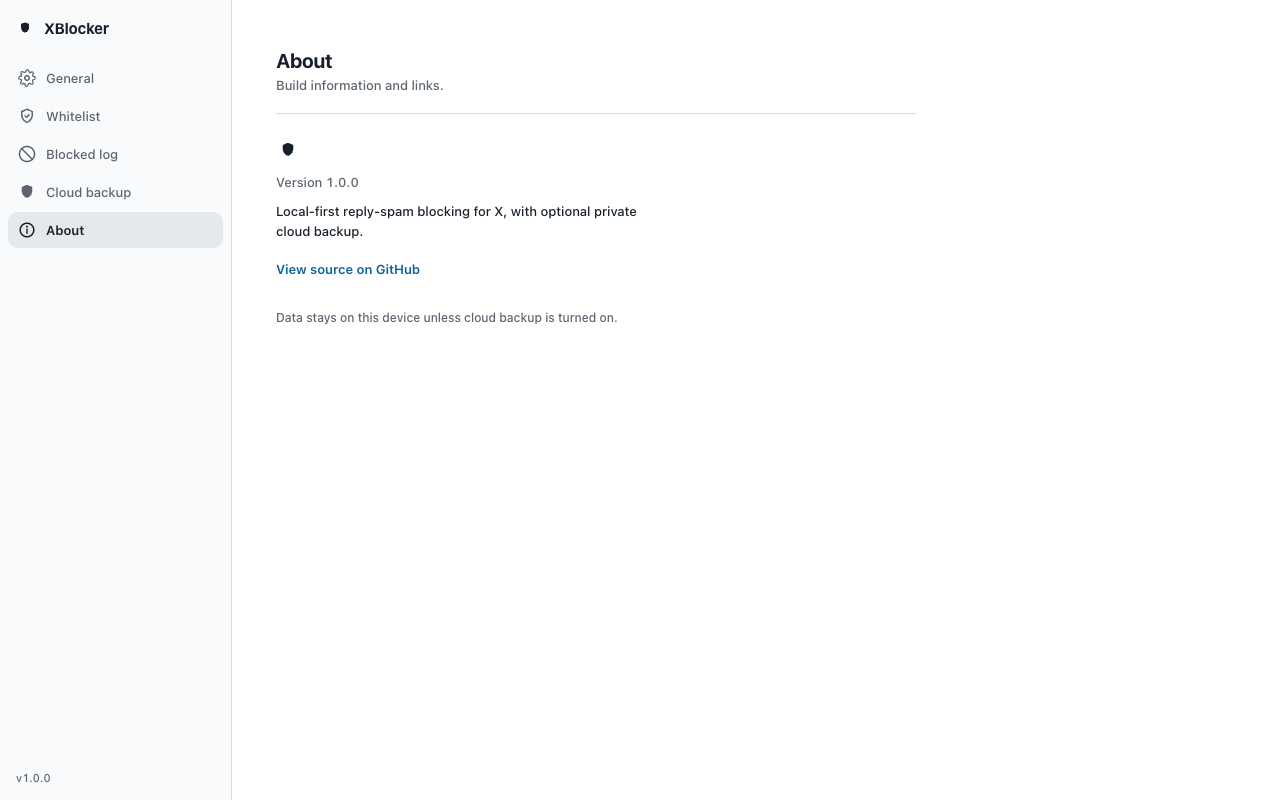 XBlocker
General
Whitelist
Blocked log
Cloud backup
About
v1.0.0
About
Build information and links.
Version 1.0.0
Local-first reply-spam blocking for X, with optional private
cloud backup.
View source on GitHub
Data stays on this device unless cloud backup is turned on.